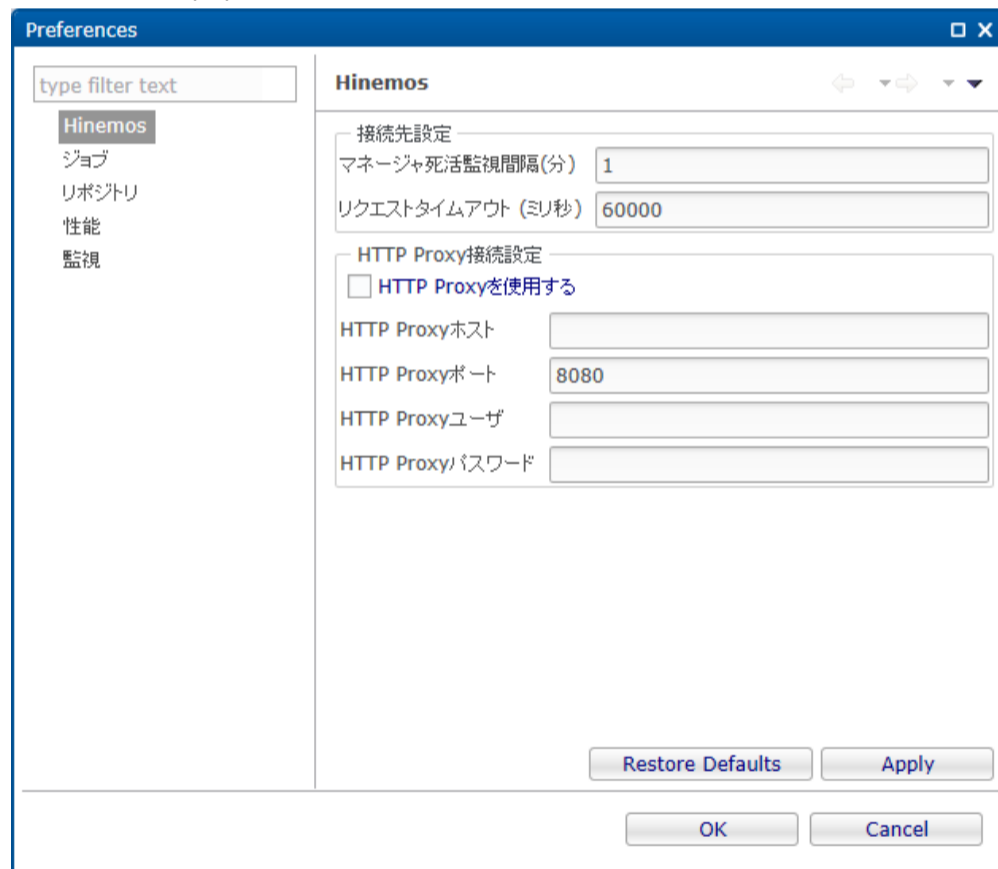 Preferences
type filter text
Hinemos
ジョブ
リポジトリ
性能
監視
Hinemos
接続先設定
マネージャ死活監視間隔(分) 1
リクエストタイムアウト (ミリ秒) 60000
HTTP Proxy接続設定
HTTP Proxyを使用する
HTTP Proxyホスト
HTTP Proxyポート 8080
HTTP Proxyユーザ
HTTP Proxyパスワード
Restore Defaults Apply
OK Cancel